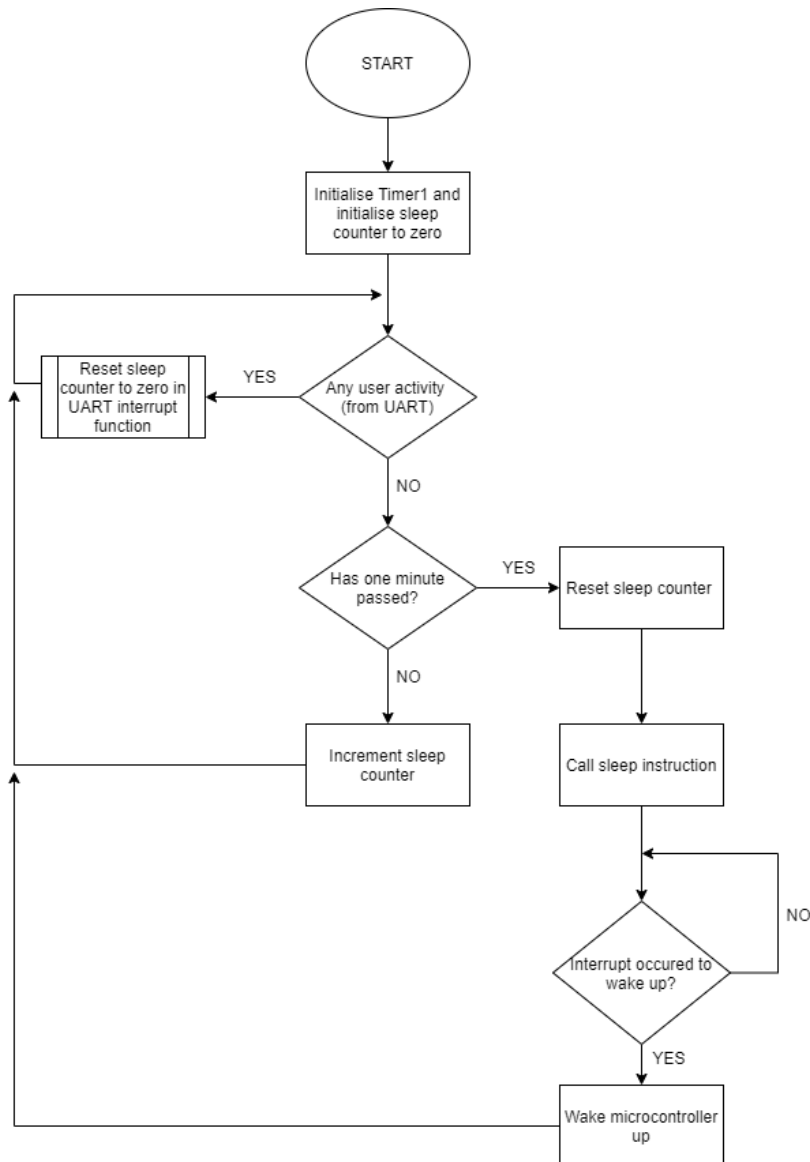 START
Initialise Timer1 and
initialise sleep
counter to zero
Reset sleep
counter to zero in
UART interrupt
function
YES
Any user activity
(from UART)
NO
Has one minute
passed?
YES
Reset sleep counter
NO
Increment sleep
counter
Call sleep instruction
NO
Interrupt occured to
wake up?
YES
Wake microcontroller
up